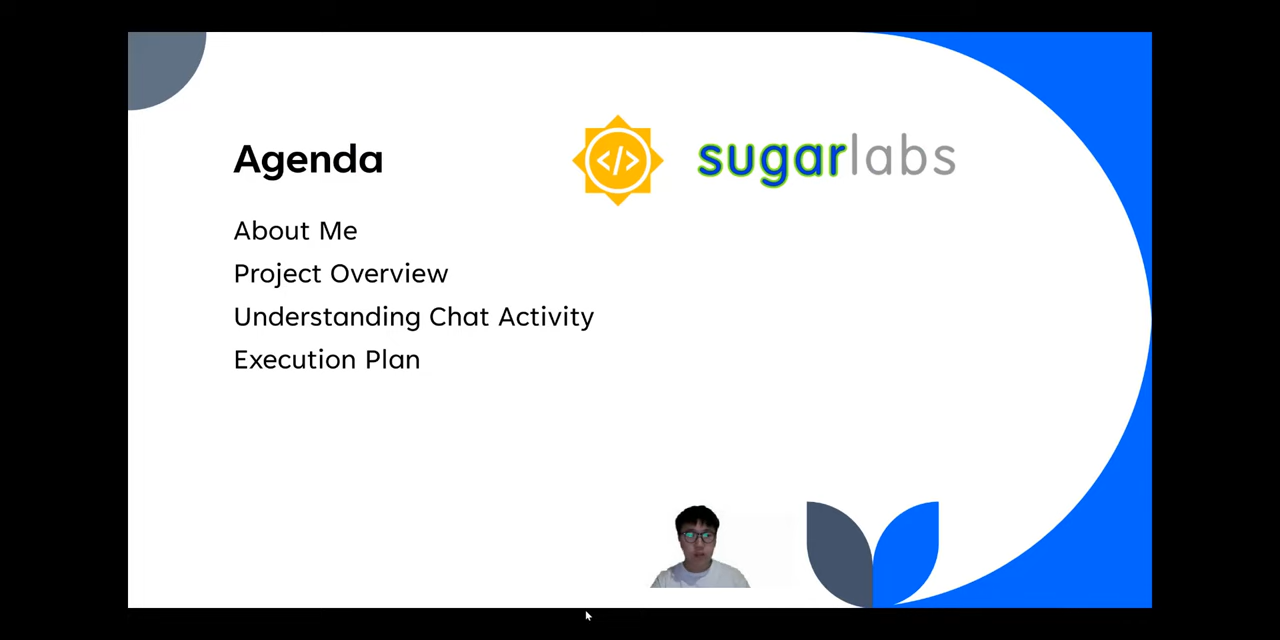 Agenda
</> sugarlabs
About Me
Project Overview
Understanding Chat Activity
Execution Plan